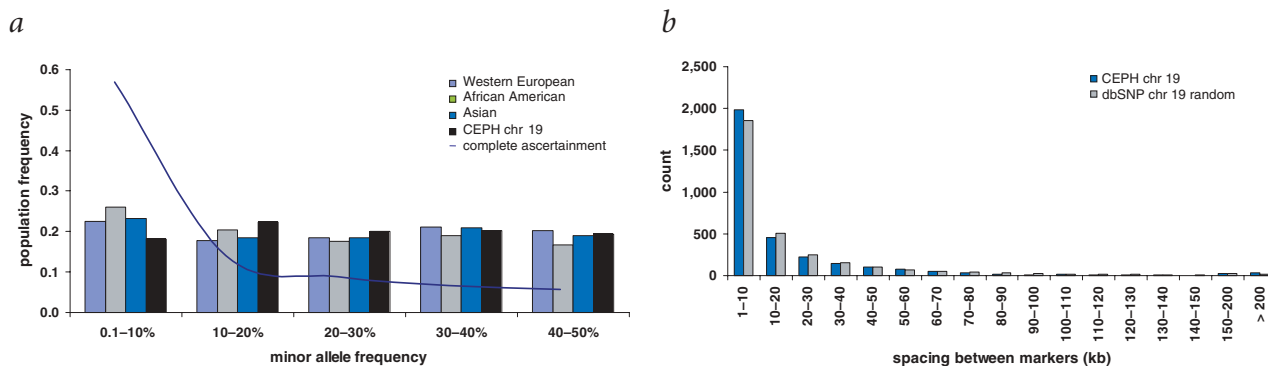 a
population frequency
0.6
0.5
0.4
0.3
0.2
0.1
0.0
Western European
African American
Asian
CEPH chr 19
complete ascertainment
0.1–10%
10–20%
20–30%
30–40%
40–50%
minor allele frequency
b
count
2,500
2,000
1,500
1,000
500
0
CEPH chr 19
dbSNP chr 19 random
1–10
10–20
20–30
30–40
40–50
50–60
60–70
70–80
80–90
90–100
100–110
110–120
120–130
130–140
140–150
150–200
> 200
spacing between markers (kb)